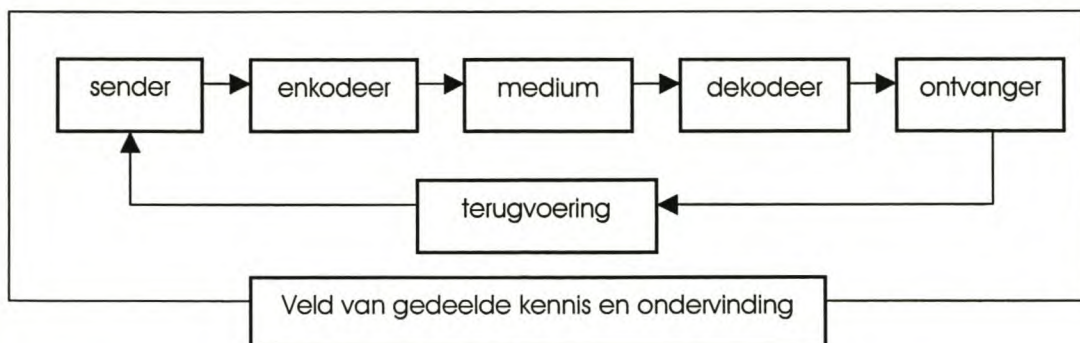 sender
enkodeer
medium
dekodeer
ontvanger
terugvoering
Veld van gedeelde kennis en ondervinding